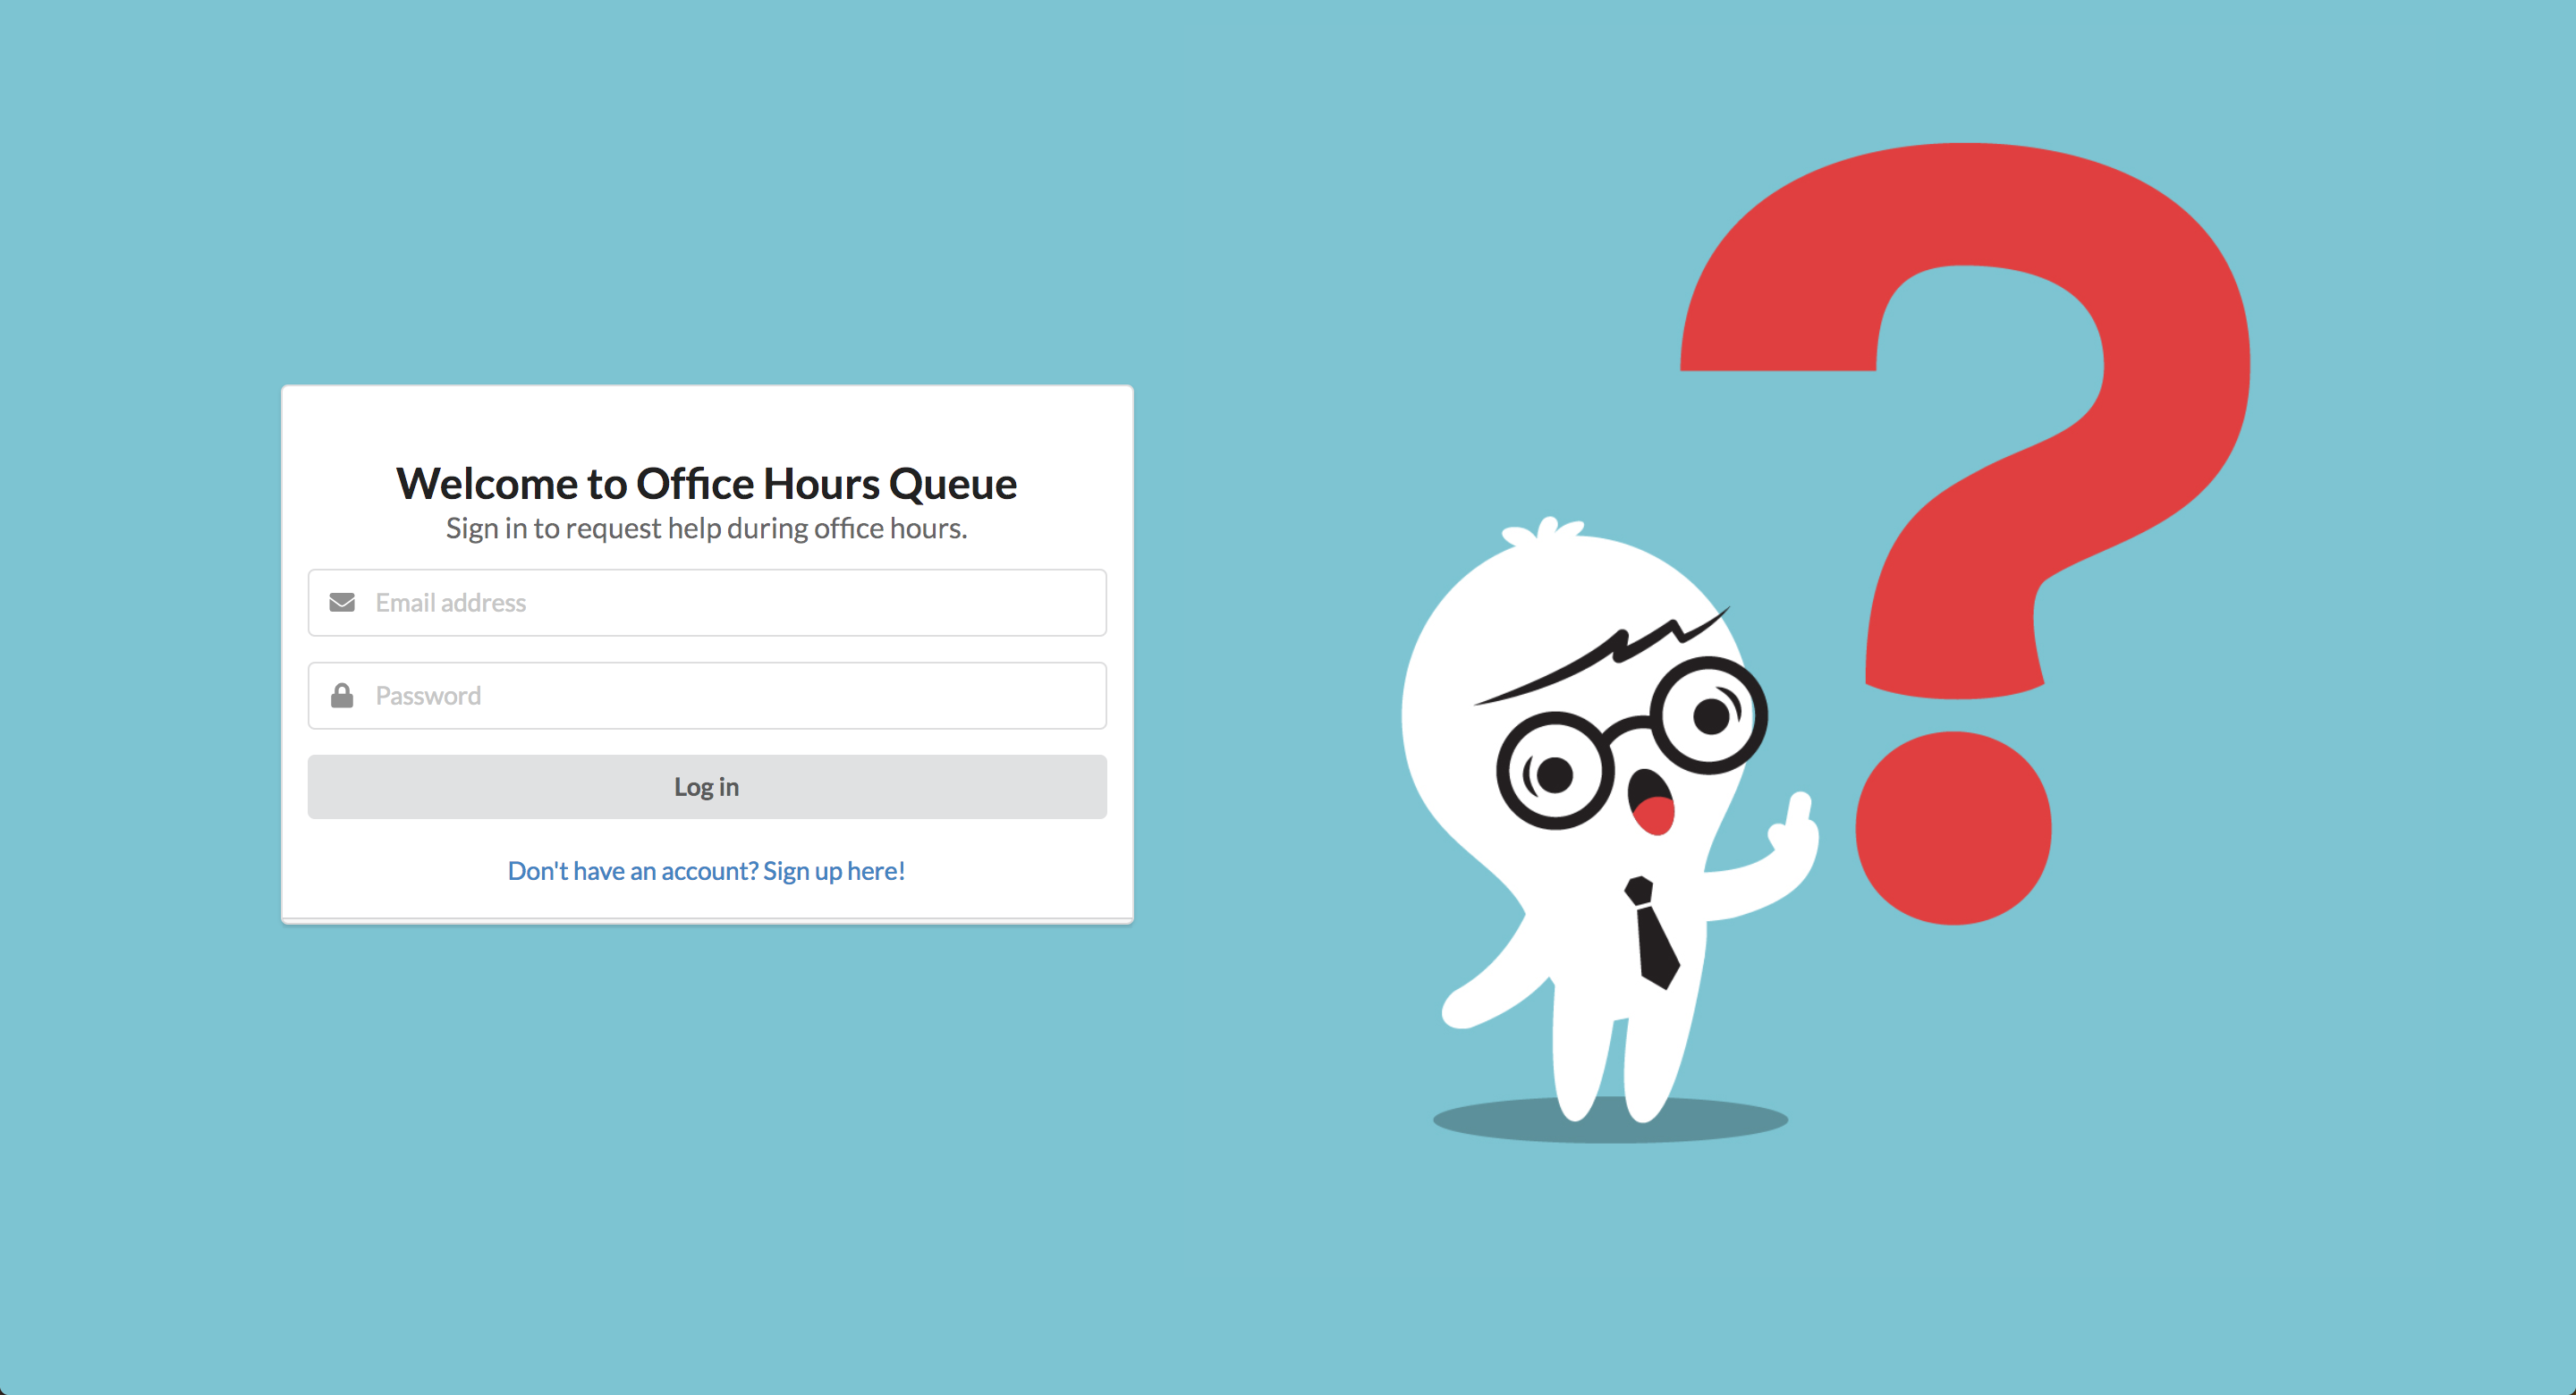 Welcome to Office Hours Queue
Sign in to request help during office hours.
Email address
Password
Log in
Don't have an account? Sign up here!
?